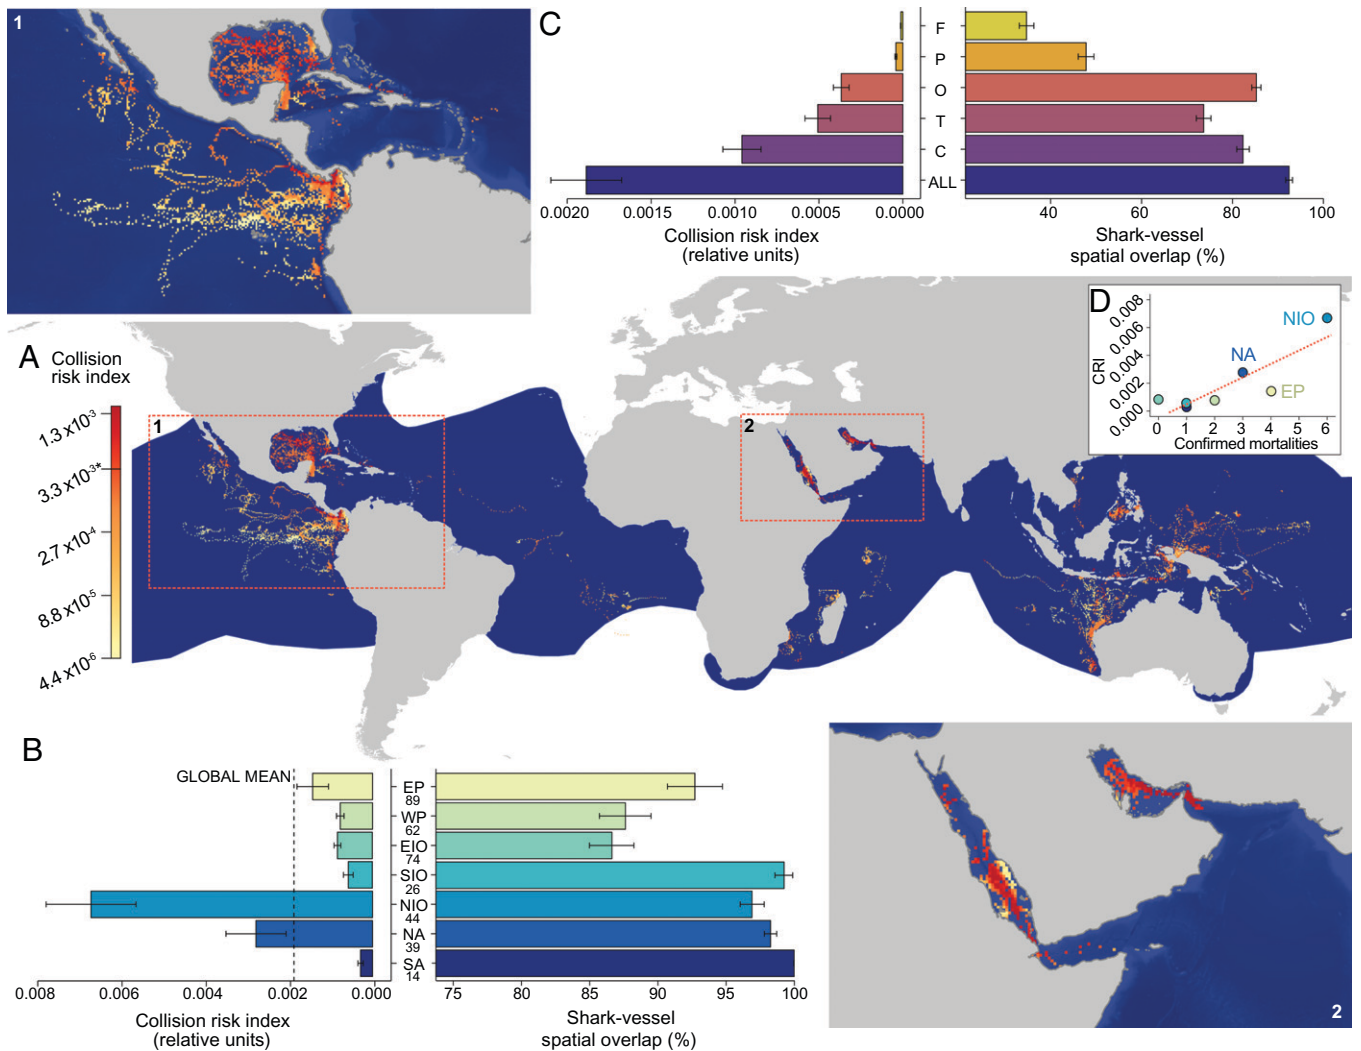 1
C
F
P
O
T
C
ALL
0.0020
0.0015
0.0010
0.0005
0.0000
40
60
80
100
Collision risk index
(relative units)
Shark-vessel
spatial overlap (%)
A
Collision
risk index
1.3 x10-3
3.3-3*
2.7 x10-4
8.8 x10-5
4.4 x10-6
1
2
D
0.008
0.006
0.004
0.002
0.000
CRI
NIO
NA
EP
0
1
2
3
4
5
6
Confirmed mortalities
B
GLOBAL MEAN
EP
89
WP
62
EIO
74
SIO
26
NIO
44
NA
39
SA
14
0.008
0.006
0.004
0.002
0.000
75
80
85
90
95
100
Collision risk index
(relative units)
Shark-vessel
spatial overlap (%)
2